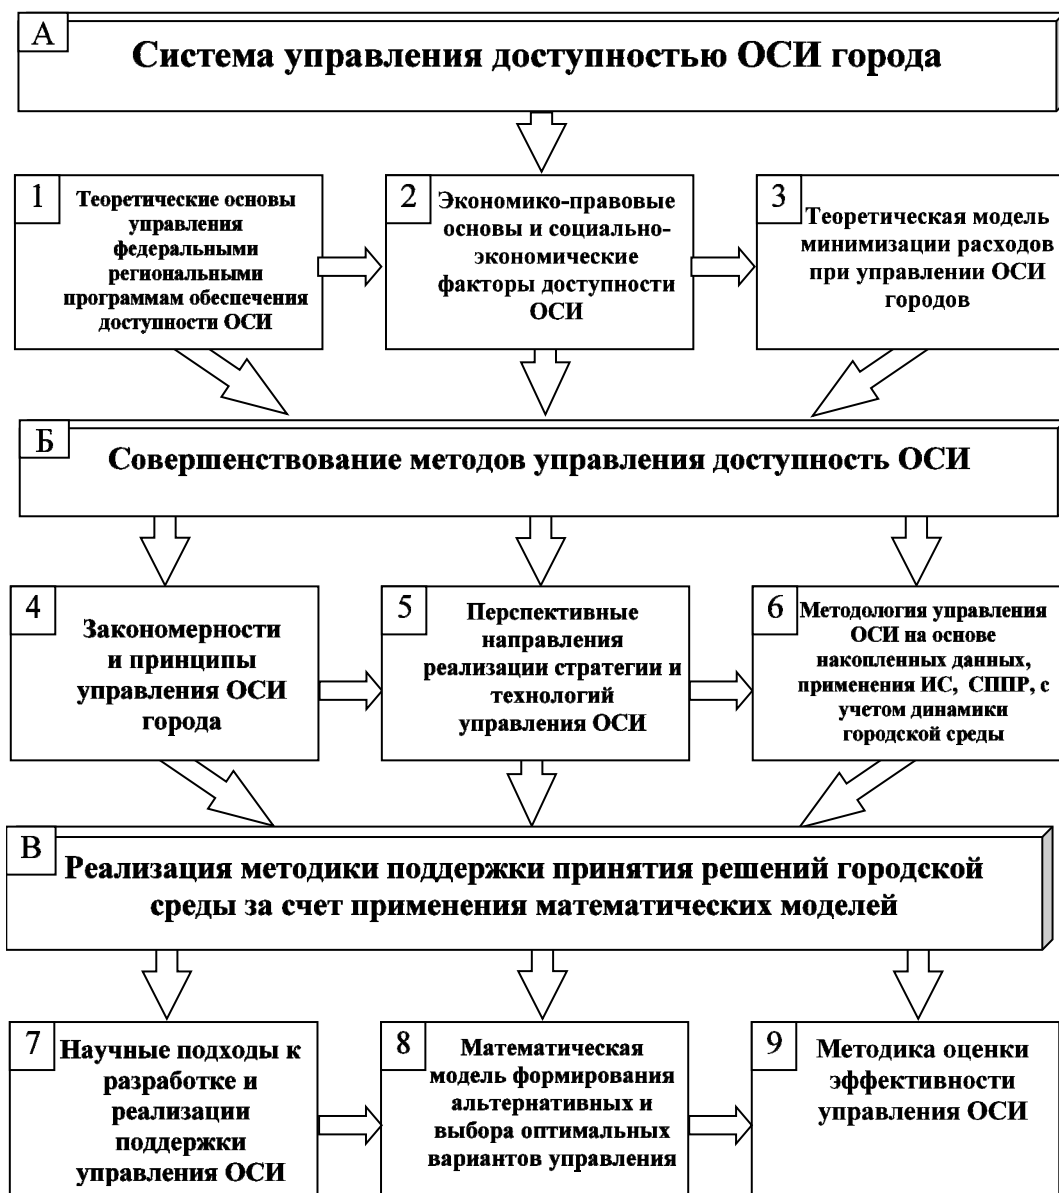 А
Система управления доступностью ОСИ города
1
Теоретические основы
управления
федеральными
региональными
программам обеспечения
доступности ОСИ
2
Экономико-правовые
основы и социально-
экономические
факторы доступности
ОСИ
3
Теоретическая модель
минимизации расходов
при управлении ОСИ
городов
Б
Совершенствование методов управления доступность ОСИ
4
Закономерности
и принципы
управления ОСИ
города
5
Перспективные
направления
реализации стратегии и
технологий
управления ОСИ
6
Методология управления
ОСИ на основе
накопленных данных,
применения ИС, СППР, с
учетом динамики
городской среды
В
Реализация методики поддержки принятия решений городской
среды за счет применения математических моделей
7
Научные подходы к
разработке и
реализации
поддержки
управления ОСИ
8
Математическая
модель формирования
альтернативных и
выбора оптимальных
вариантов управления
9
Методика оценки
эффективности
управления ОСИ